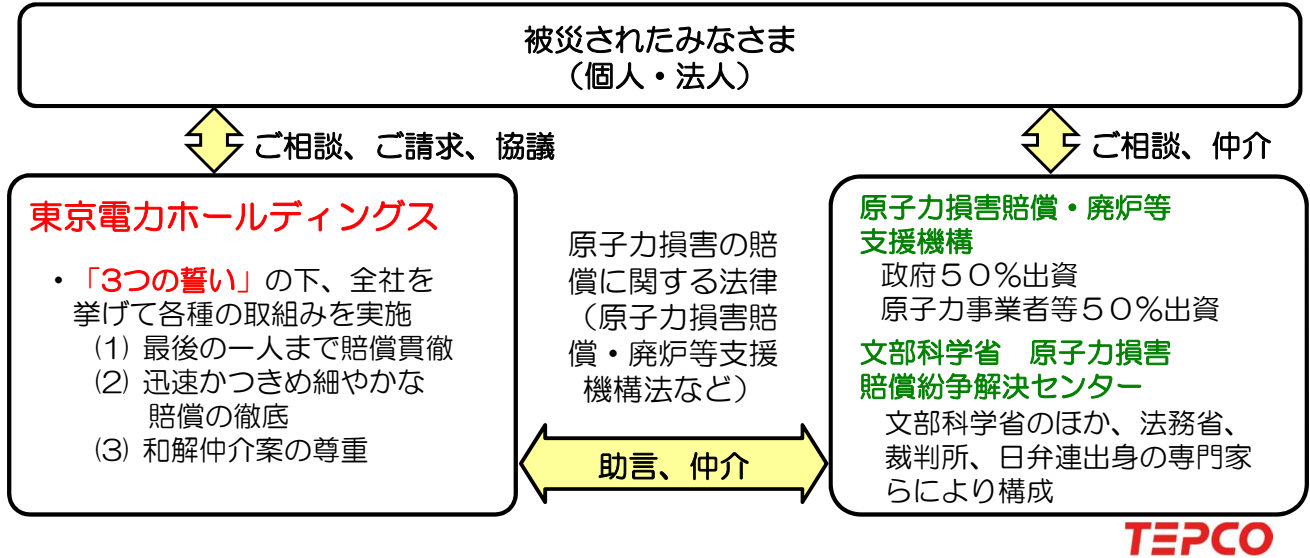 被災されたみなさま
（個人・法人）
ご相談、ご請求、協議
ご相談、仲介
東京電力ホールディングス
・「３つの誓い」の下、全社を
挙げて各種の取組みを実施
(1) 最後の一人まで賠償貫徹
(2) 迅速かつきめ細やかな
賠償の徹底
(3) 和解仲介案の尊重
原子力損害の賠
償に関する法律
（原子力損害賠
償・廃炉等支援
機構法など）
助言、仲介
原子力損害賠償・廃炉等
支援機構
政府５０％出資
原子力事業者等５０％出資
文部科学省　原子力損害
賠償紛争解決センター
文部科学省のほか、法務省、
裁判所、日弁連出身の専門家
らにより構成
TEPCO